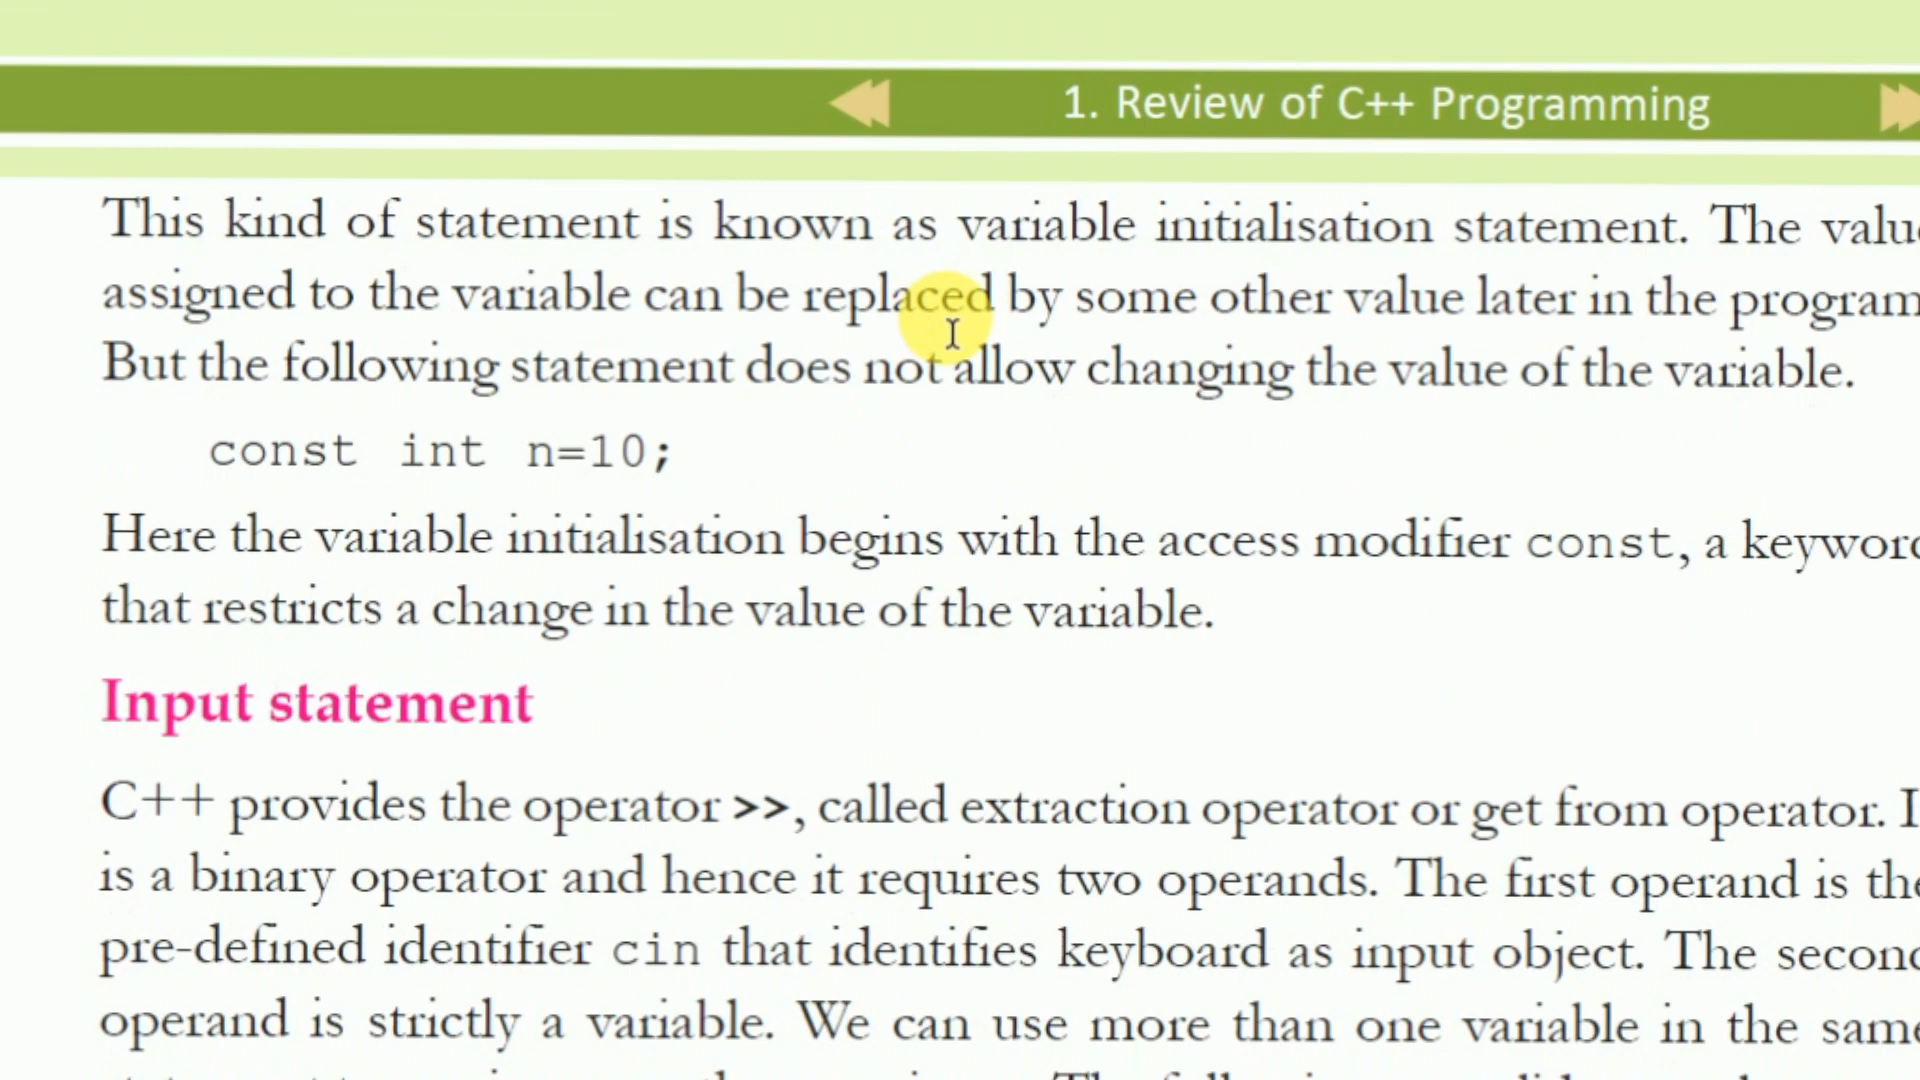 1. Review of C++ Programming
This kind of statement is known as variable initialisation statement. The
assigned to the variable can be replaced by some other value later in the program
But the following statement does not allow changing the value of the variable.
const int n=10;
Here the variable initialisation begins with the access modifier const, a
that restricts a change in the value of the variable.
Input statement
C++ provides the operator >>, called extraction operator or get from operator.
is a binary operator and hence it requires two operands. The first operand is
pre-defined identifier cin that identifies keyboard as input object. The
operand is strictly a variable. We can use more than one variable in the